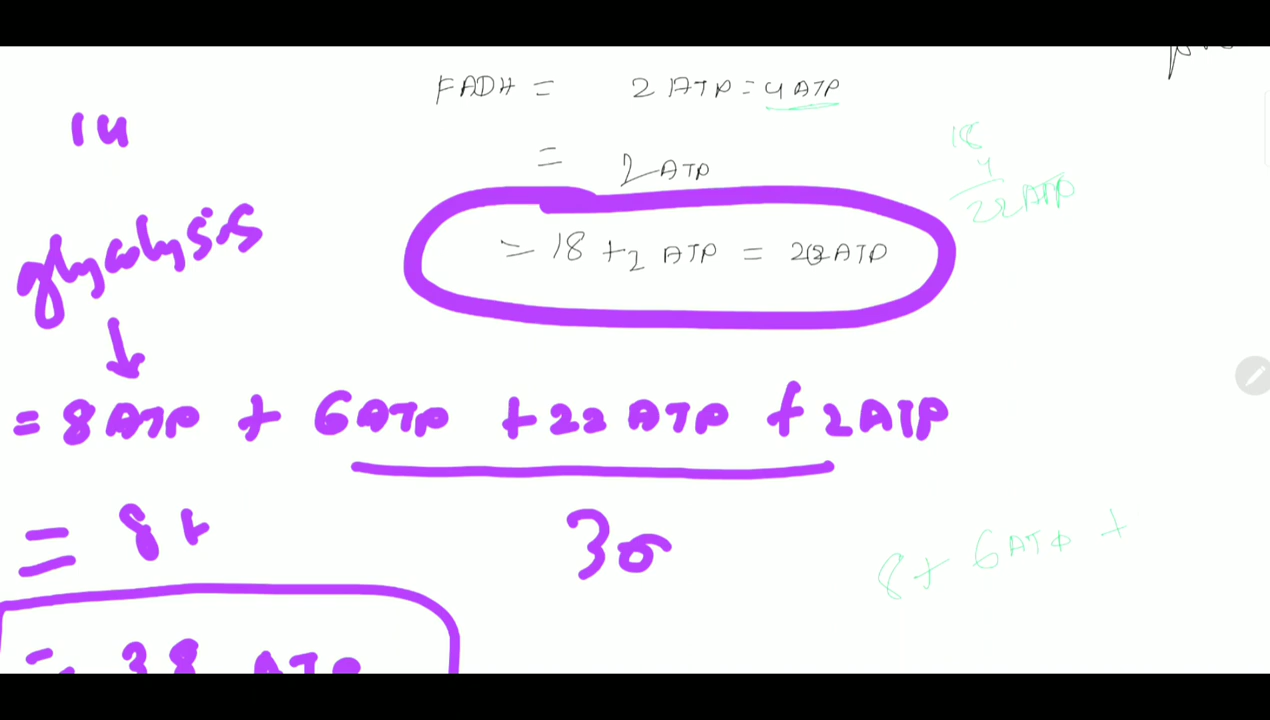 FADH = 2 ATP = 4 ATP
14
= 2 ATP
18
4
22 ATP
glycolysis
= 18 + 2 ATP = ATP
= 8 ATP + 6 ATP + 22 ATP + 2 ATP
= 8 +
30
8 + 6 ATP +
= 38 ATP